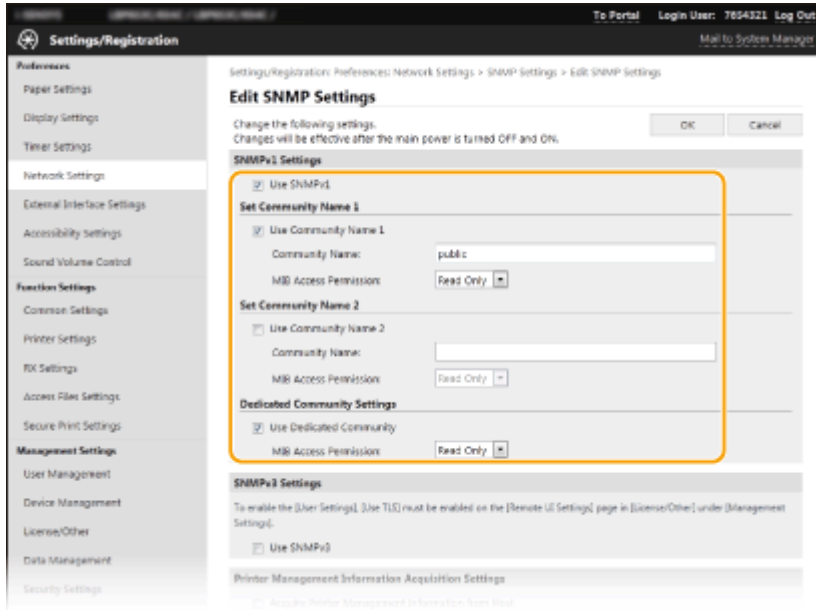 To Portal Login User: 7654321 Log Out
Settings/Registration
Mail to System Manager
Preferences
Paper Settings
Display Settings
Timer Settings
Network Settings
External Interface Settings
Accessibility Settings
Sound Volume Control
Function Settings
Common Settings
Printer Settings
RX Settings
Access Files Settings
Secure Print Settings
Management Settings
User Management
Device Management
License/Other
Data Management
Security Settings
Settings/Registration: Preferences: Network Settings > SNMP Settings > Edit SNMP Settings
Edit SNMP Settings
Change the following settings.
Changes will be effective after the main power is turned OFF and ON.
OK Cancel
SNMPv1 Settings
Use SNMPv1
Set Community Name 1
Use Community Name 1
Community Name: public
MIB Access Permission: Read Only
Set Community Name 2
Use Community Name 2
Community Name:
MIB Access Permission: Read Only
Dedicated Community Settings
Use Dedicated Community
MIB Access Permission: Read Only
SNMPv3 Settings
To enable the [User Settings], [Use TLS] must be enabled on the [Remote UI Settings] page in [License/Other] under [Management
Settings].
Use SNMPv3
Printer Management Information Acquisition Settings
Acquire Printer Management Information from Host